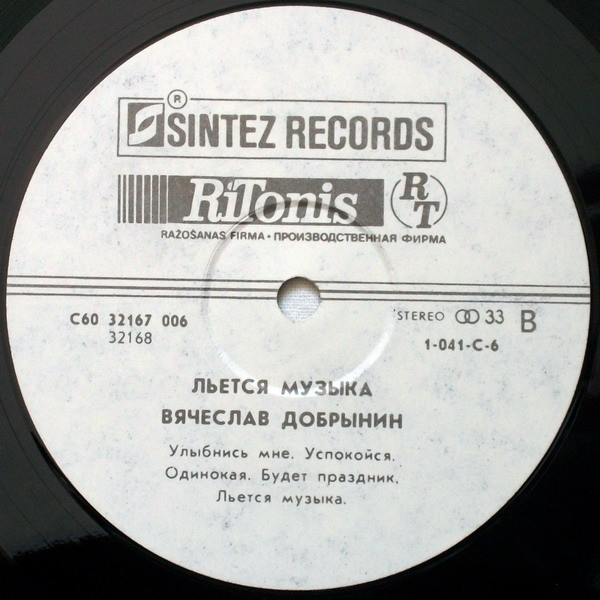 ®
SINTEZ RECORDS
RiTonis RT
RAŽOŠANAS FIRMA • ПРОИЗВОДСТВЕННАЯ ФИРМА
С60 32167 006
32168
STEREO 33 B
1-041-C-6
ЛЬЕТСЯ МУЗЫКА
ВЯЧЕСЛАВ ДОБРЫНИН
Улыбнись мне. Успокойся.
Одинокая. Будет праздник.
Льется музыка.